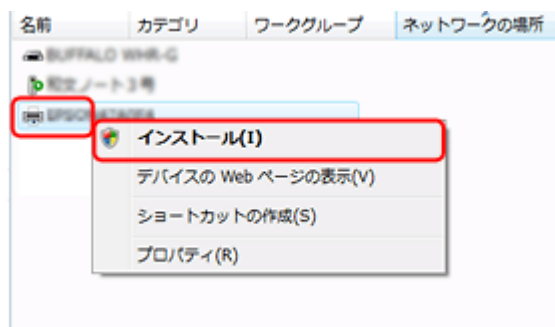 名前 カテゴリ ワークグループ ネットワークの場所
BUFFALO WHR-G
インストール(I)
デバイスの Web ページの表示(V)
ショートカットの作成(S)
プロパティ(R)